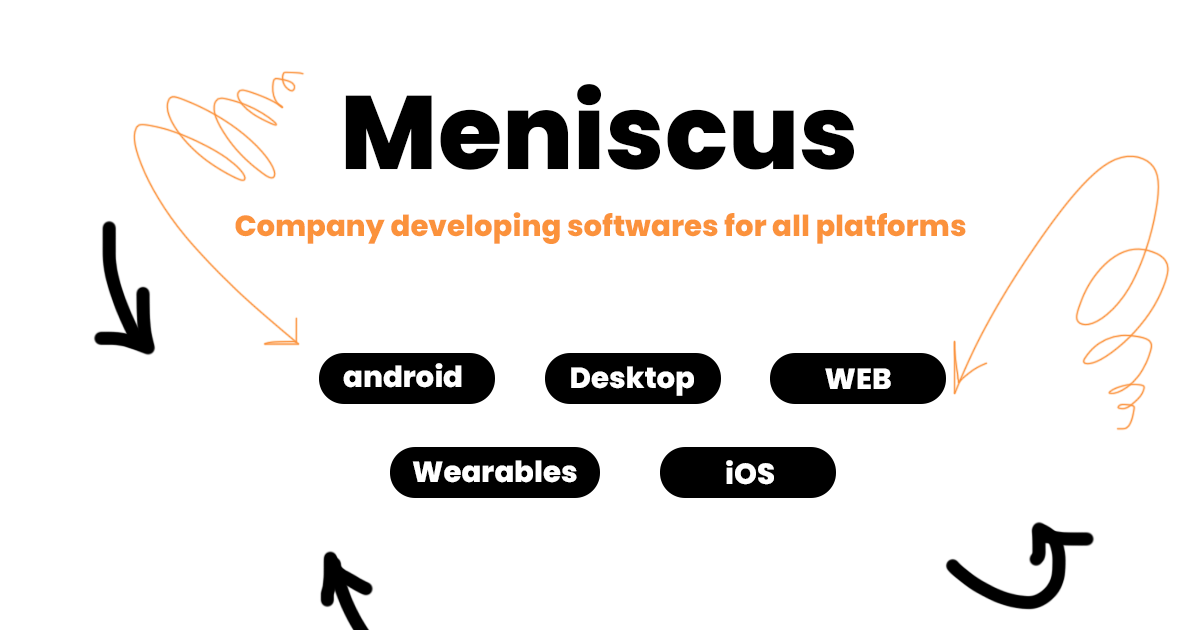 Meniscus
Company developing softwares for all platforms
android Desktop WEB
Wearables iOS